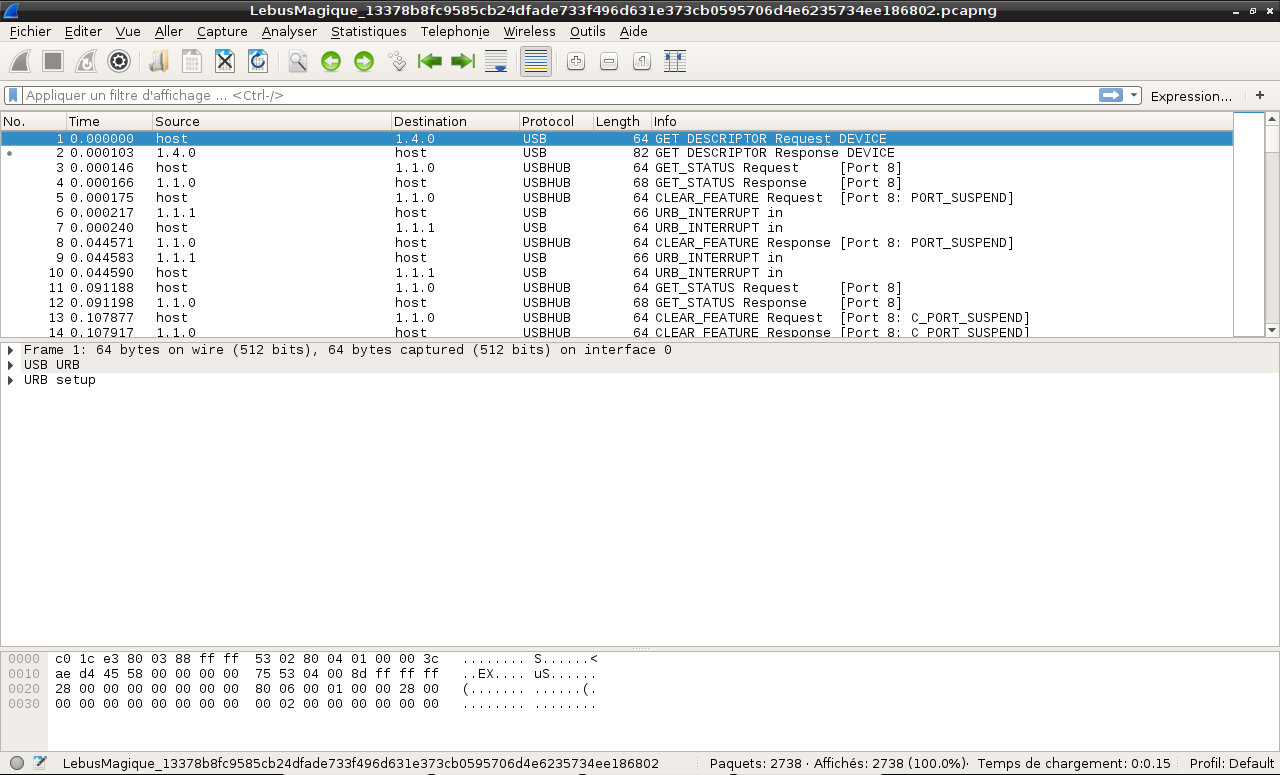 LebusMagique_13378b8fc9585cb24dfade733f496d631e373cb0595706d4e6235734ee186802.pcapng
Fichier Editer Vue Aller Capture Analyser Statistiques Telephonie Wireless Outils Aide
Appliquer un filtre d'affichage ... <Ctrl-/> Expression... +
No. Time Source Destination Protocol Length Info
1 0.000000 host 1.4.0 USB 64 GET DESCRIPTOR Request DEVICE
2 0.000103 1.4.0 host USB 82 GET DESCRIPTOR Response DEVICE
3 0.000146 host 1.1.0 USBHUB 64 GET_STATUS Request [Port 8]
4 0.000166 1.1.0 host USBHUB 68 GET_STATUS Response [Port 8]
5 0.000175 host 1.1.0 USBHUB 64 CLEAR_FEATURE Request [Port 8: PORT_SUSPEND]
6 0.000217 1.1.1 host USB 66 URB_INTERRUPT in
7 0.000240 host 1.1.1 USB 64 URB_INTERRUPT in
8 0.044571 1.1.0 host USBHUB 64 CLEAR_FEATURE Response [Port 8: PORT_SUSPEND]
9 0.044583 1.1.1 host USB 66 URB_INTERRUPT in
10 0.044590 host 1.1.1 USB 64 URB_INTERRUPT in
11 0.091188 host 1.1.0 USBHUB 64 GET_STATUS Request [Port 8]
12 0.091198 1.1.0 host USBHUB 68 GET_STATUS Response [Port 8]
13 0.107877 host 1.1.0 USBHUB 64 CLEAR_FEATURE Request [Port 8: C_PORT_SUSPEND]
14 0.107917 1.1.0 host USBHUB 64 CLEAR_FEATURE Response [Port 8: C_PORT_SUSPEND]
Frame 1: 64 bytes on wire (512 bits), 64 bytes captured (512 bits) on interface 0
USB URB
URB setup
0000 c0 1c e3 80 03 88 ff ff 53 02 80 04 01 00 00 3c ........ S......<
0010 ae d4 45 58 00 00 00 00 75 53 04 00 8d ff ff ff ..EX.... uS......
0020 28 00 00 00 00 00 00 00 80 06 00 01 00 00 28 00 (....... ......(.
0030 00 00 00 00 00 00 00 00 00 02 00 00 00 00 00 00 ........ ........
LebusMagique_13378b8fc9585cb24dfade733f496d631e373cb0595706d4e6235734ee186802 Paquets: 2738 · Affichés: 2738 (100.0%)· Temps de chargement: 0:0.15 Profil: Default